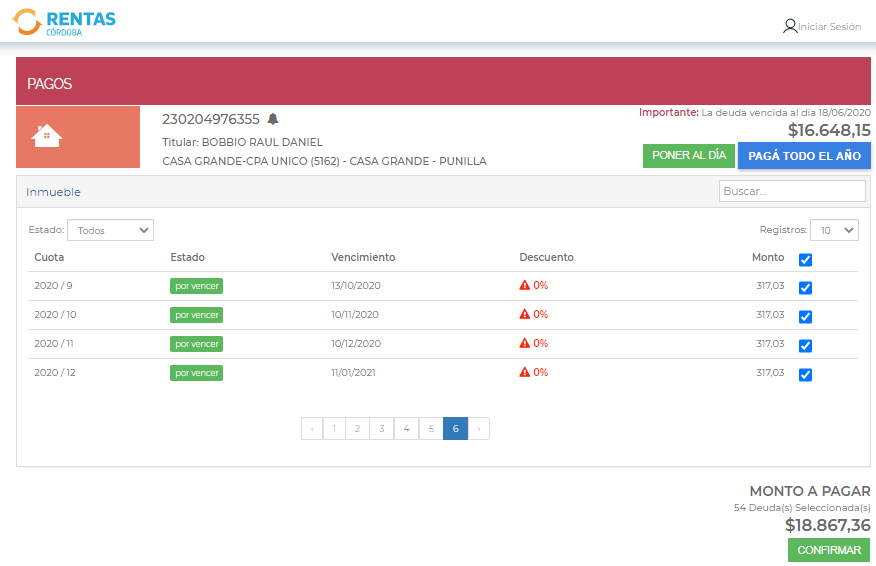 RENTAS
CÓRDOBA
Iniciar Sesión
PAGOS
230204976355
Importante: La deuda vencida al día 18/06/2020
$16.648,15
Titular: BOBBIO RAUL DANIEL
PONER AL DÍA PAGÁ TODO EL AÑO
CASA GRANDE-CPA UNICO (5162) - CASA GRANDE - PUNILLA
Inmueble Buscar...
Estado: Todos Registros: 10
Cuota Estado Vencimiento Descuento Monto
2020 / 9 por vencer 13/10/2020 0% 317,03
2020 / 10 por vencer 10/11/2020 0% 317,03
2020 / 11 por vencer 10/12/2020 0% 317,03
2020 / 12 por vencer 11/01/2021 0% 317,03
‹ 1 2 3 4 5 6 ›
MONTO A PAGAR
54 Deuda(s) Seleccionada(s)
$18.867,36
CONFIRMAR